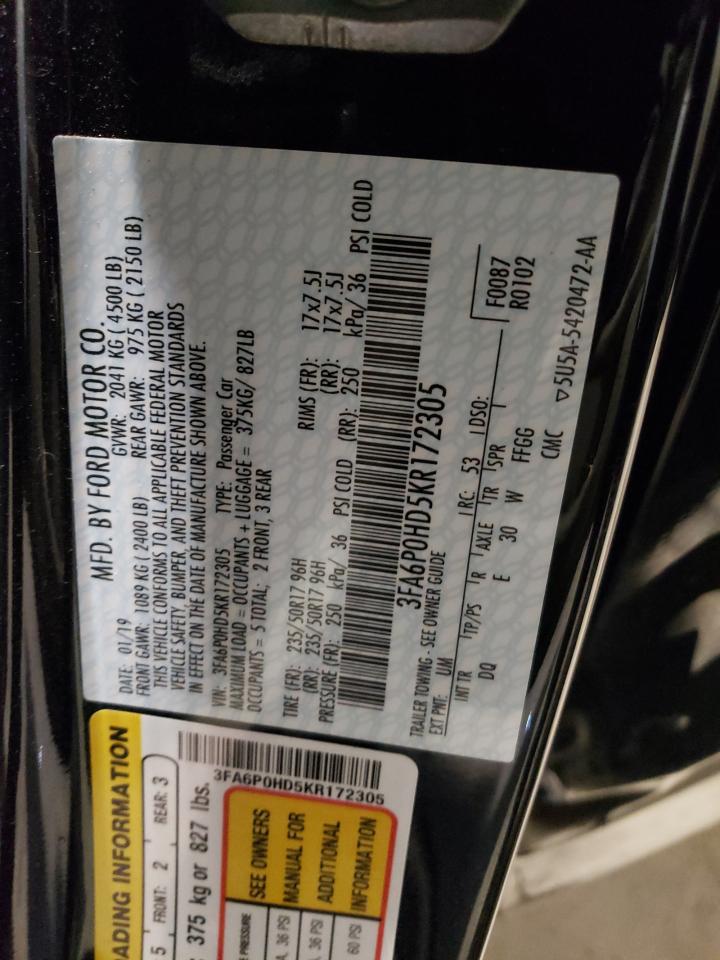 MFD. BY FORD MOTOR CO.
DATE: 01/19 GVWR: 2041 KG ( 4500 LB)
FRONT GAWR: 1089 KG ( 2400 LB) REAR GAWR: 975 KG ( 2150 LB)
THIS VEHICLE CONFORMS TO ALL APPLICABLE FEDERAL MOTOR
VEHICLE SAFETY, BUMPER, AND THEFT PREVENTION STANDARDS
IN EFFECT ON THE DATE OF MANUFACTURE SHOWN ABOVE.
VIN: 3FA6P0HD5KR172305 TYPE: Passenger Car
MAXIMUM LOAD = OCCUPANTS + LUGGAGE = 375KG/ 827LB
OCCUPANTS = 5 TOTAL: 2 FRONT, 3 REAR
TIRE (FR): 235/50R17 96H RIMS (FR): 17x7.5J
(RR): 235/50R17 96H (RR): 17x7.5J
PRESSURE (FR): 250 kPa/ 36 PSI COLD (RR): 250 kPa/ 36 PSI COLD
3FA6P0HD5KR172305
TRAILER TOWING - SEE OWNER GUIDE
EXT PNT: UM RC: 53 DSO: F0087
R0102
INT TR TP/PS R AXLE TR SPR
DQ E 30 W FFGG
CMC ▽5U5A-5420472-AA
ADING INFORMATION
5 FRONT: 2 REAR: 3
375 kg or 827 lbs.
3FA6P0HD5KR172305
PRESSURE SEE OWNERS
36 PSI MANUAL FOR
36 PSI ADDITIONAL
60 PSI INFORMATION